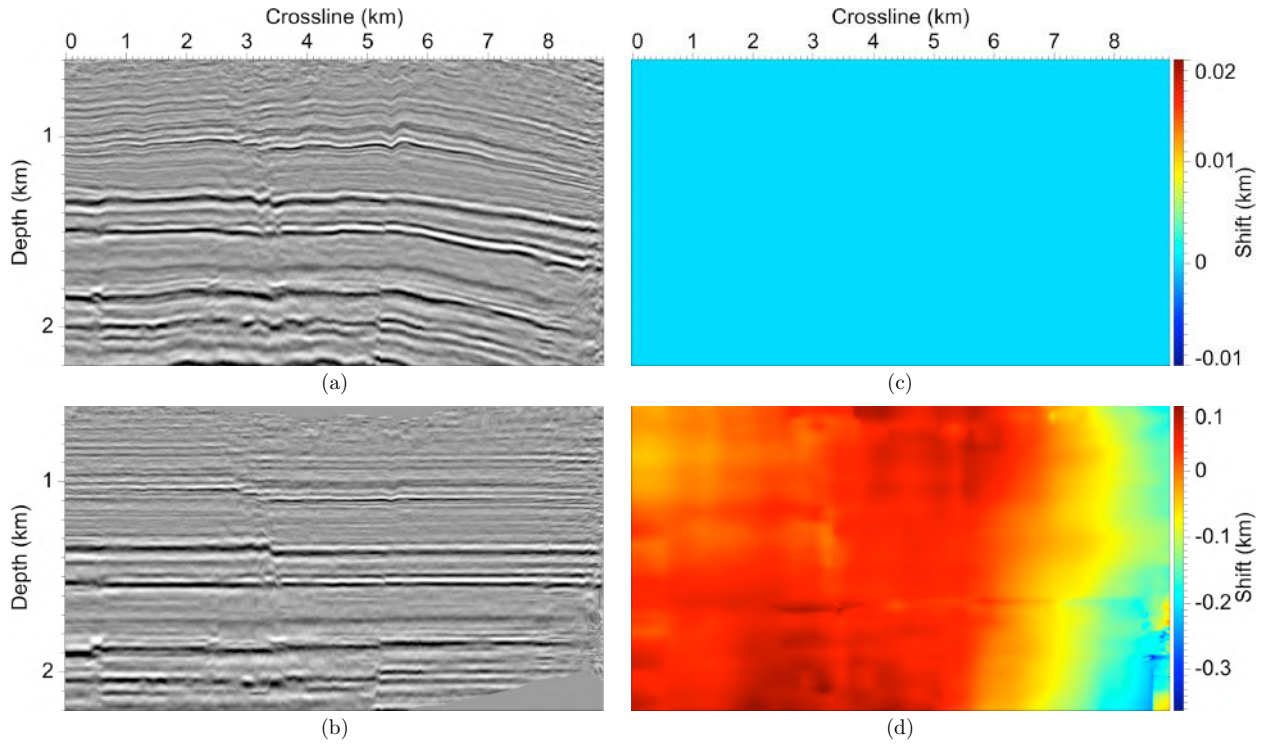 Crossline (km)
0 1 2 3 4 5 6 7 8
Depth (km)
1
2
(a)
Crossline (km)
0 1 2 3 4 5 6 7 8
0.02
0.01
0
-0.01
Shift (km)
(c)
Depth (km)
1
2
(b)
0.1
0
-0.1
-0.2
-0.3
Shift (km)
(d)